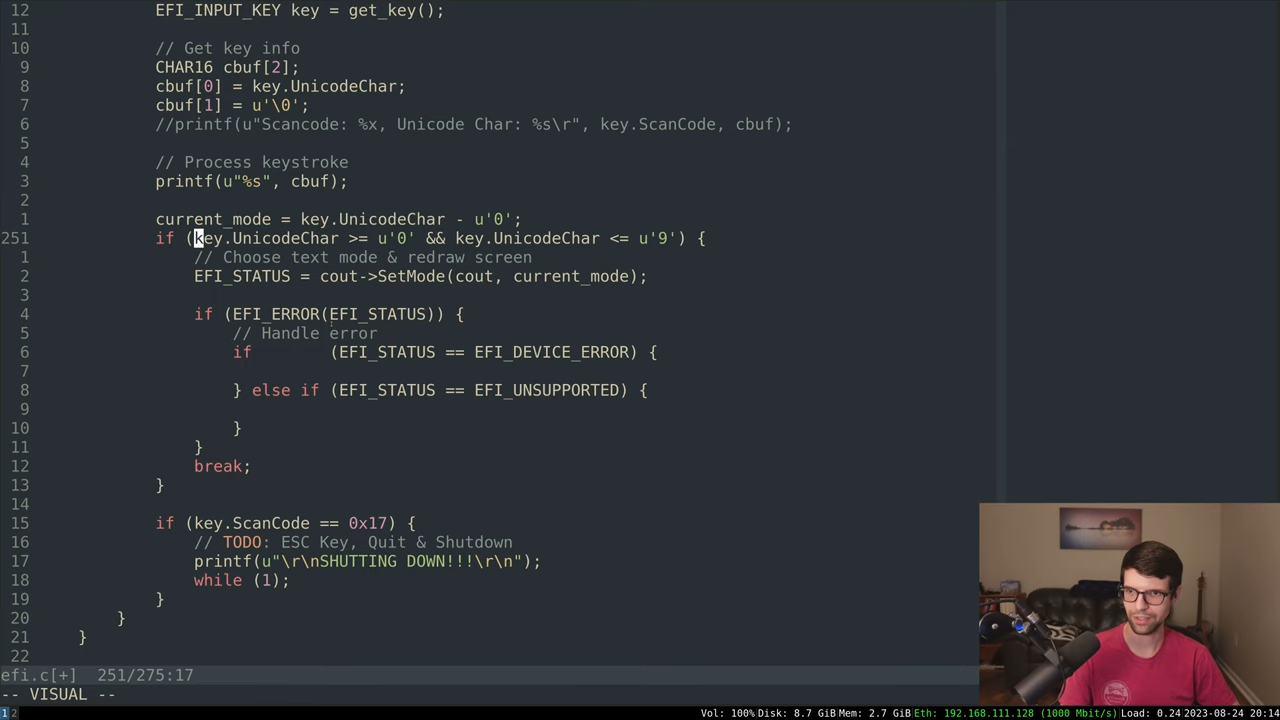 12 EFI_INPUT_KEY key = get_key();
11
10 // Get key info
9 CHAR16 cbuf[2];
8 cbuf[0] = key.UnicodeChar;
7 cbuf[1] = u'\0';
6 //printf(u"Scancode: %x, Unicode Char: %s\r", key.ScanCode, cbuf);
5
4 // Process keystroke
3 printf(u"%s", cbuf);
2
1 current_mode = key.UnicodeChar - u'0';
251 if (key.UnicodeChar >= u'0' && key.UnicodeChar <= u'9') {
1 // Choose text mode & redraw screen
2 EFI_STATUS = cout->SetMode(cout, current_mode);
3
4 if (EFI_ERROR(EFI_STATUS)) {
5 // Handle error
6 if (EFI_STATUS == EFI_DEVICE_ERROR) {
7
8 } else if (EFI_STATUS == EFI_UNSUPPORTED) {
9
10 }
11 }
12 break;
13 }
14
15 if (key.ScanCode == 0x17) {
16 // TODO: ESC Key, Quit & Shutdown
17 printf(u"\r\nSHUTTING DOWN!!!\r\n");
18 while (1);
19 }
20 }
21 }
22
efi.c[+] 251/275:17
-- VISUAL --
1 2 Vol: 100% Disk: 8.7 GiB Mem: 2.7 GiB Eth: 192.168.111.128 (1000 Mbit/s) Load: 0.24 2023-08-24 20:14